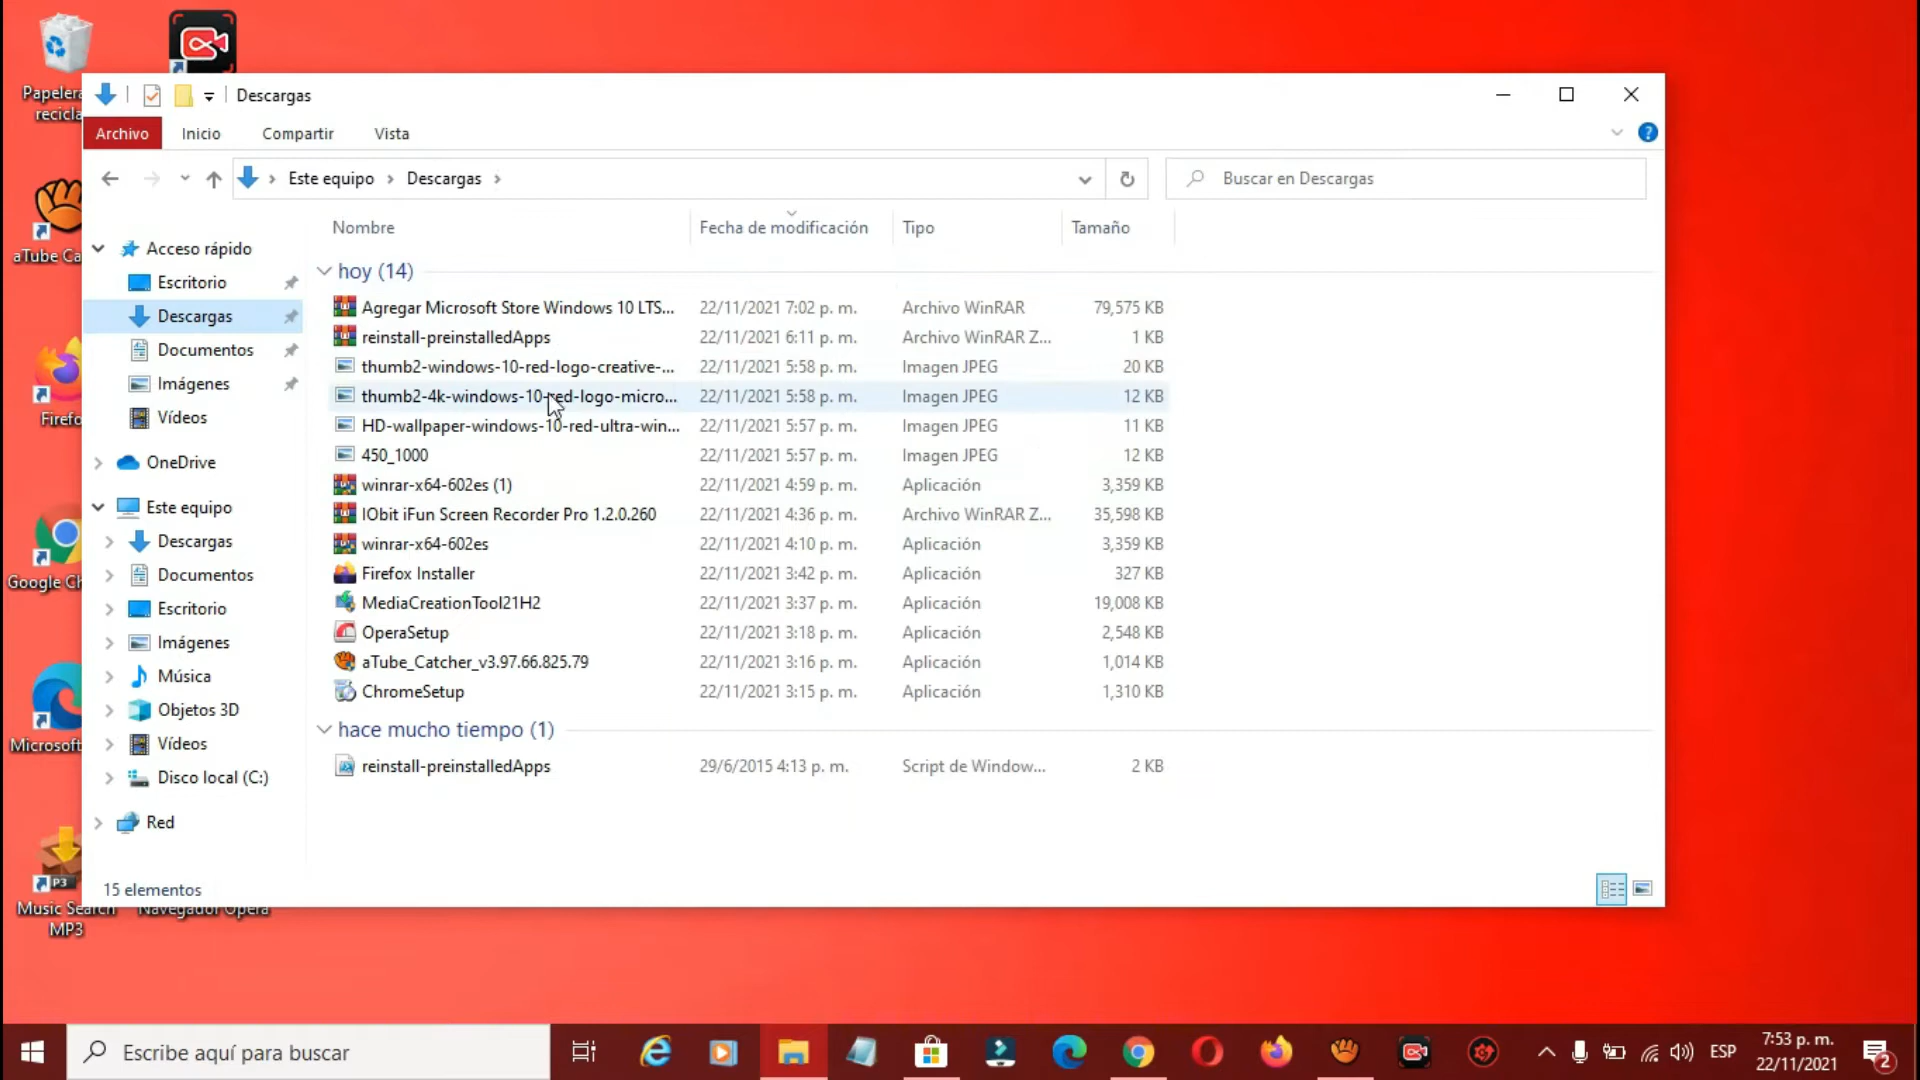 Papelera
recicla
Descargas
Archivo Inicio Compartir Vista
Este equipo Descargas
Buscar en Descargas
Nombre Fecha de modificación Tipo Tamaño
hoy (14)
Agregar Microsoft Store Windows 10 LTS... 22/11/2021 7:02 p. m. Archivo WinRAR 79,575 KB
reinstall-preinstalledApps 22/11/2021 6:11 p. m. Archivo WinRAR Z... 1 KB
thumb2-windows-10-red-logo-creative-... 22/11/2021 5:58 p. m. Imagen JPEG 20 KB
thumb2-4k-windows-10-red-logo-micro... 22/11/2021 5:58 p. m. Imagen JPEG 12 KB
HD-wallpaper-windows-10-red-ultra-win... 22/11/2021 5:57 p. m. Imagen JPEG 11 KB
450_1000 22/11/2021 5:57 p. m. Imagen JPEG 12 KB
winrar-x64-602es (1) 22/11/2021 4:59 p. m. Aplicación 3,359 KB
IObit iFun Screen Recorder Pro 1.2.0.260 22/11/2021 4:36 p. m. Archivo WinRAR Z... 35,598 KB
winrar-x64-602es 22/11/2021 4:10 p. m. Aplicación 3,359 KB
Firefox Installer 22/11/2021 3:42 p. m. Aplicación 327 KB
MediaCreationTool21H2 22/11/2021 3:37 p. m. Aplicación 19,008 KB
OperaSetup 22/11/2021 3:18 p. m. Aplicación 2,548 KB
aTube_Catcher_v3.97.66.825.79 22/11/2021 3:16 p. m. Aplicación 1,014 KB
ChromeSetup 22/11/2021 3:15 p. m. Aplicación 1,310 KB
hace mucho tiempo (1)
reinstall-preinstalledApps 29/6/2015 4:13 p. m. Script de Window... 2 KB
Acceso rápido
Escritorio
Descargas
Documentos
Imágenes
Vídeos
OneDrive
Este equipo
Descargas
Documentos
Escritorio
Imágenes
Música
Objetos 3D
Vídeos
Disco local (C:)
Red
15 elementos
aTube Ca
Firefo
Google Ch
Microsoft
Music Search
MP3
Navegador Opera
Escribe aquí para buscar
ESP
7:53 p. m.
22/11/2021
2